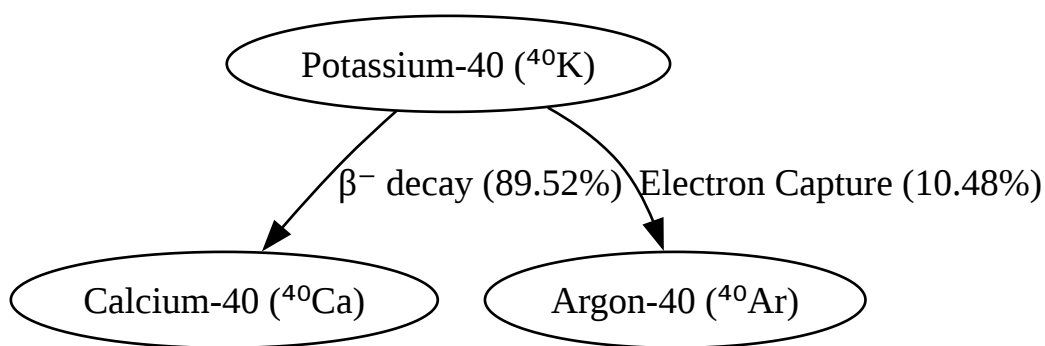 Potassium-40 (⁴⁰K)
β⁻ decay (89.52%)
Electron Capture (10.48%)
Calcium-40 (⁴⁰Ca)
Argon-40 (⁴⁰Ar)